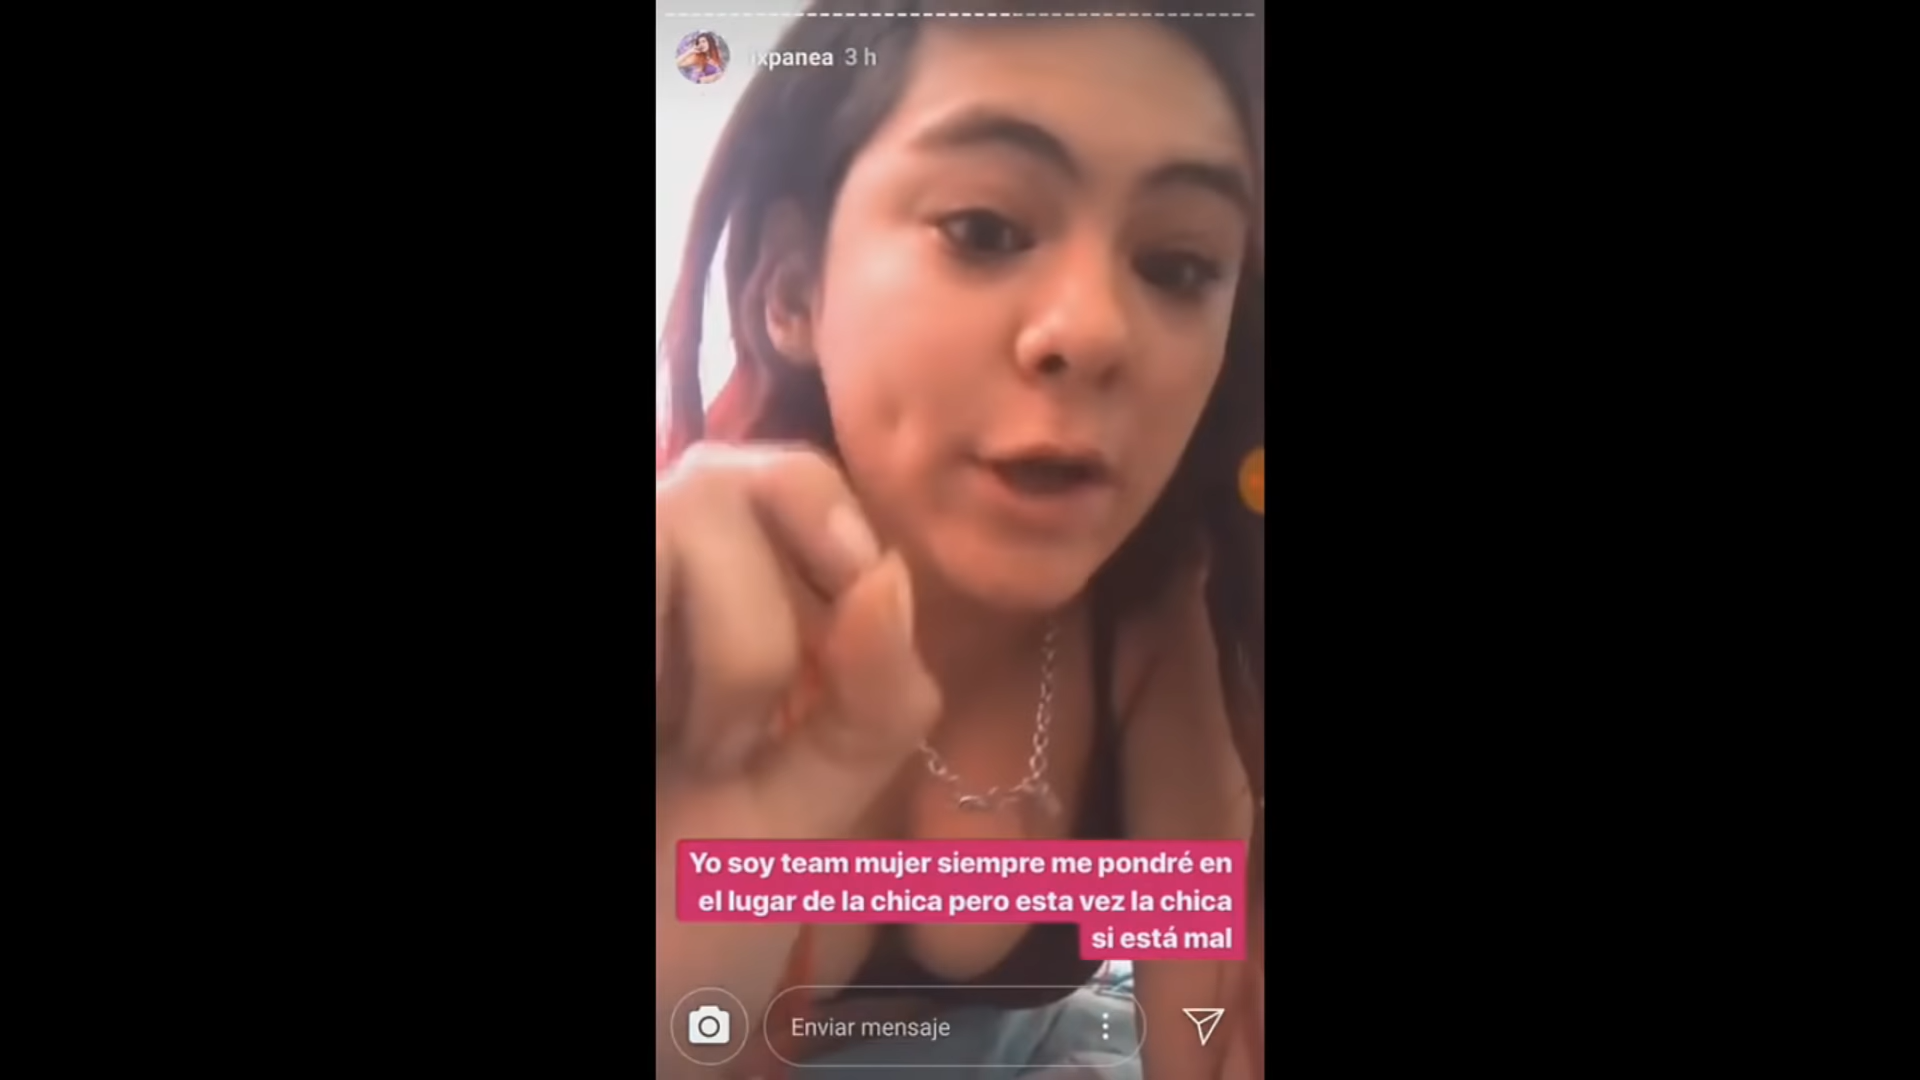 ixpanea 3 h
Yo soy team mujer siempre me pondré en
el lugar de la chica pero esta vez la chica
si está mal
Enviar mensaje